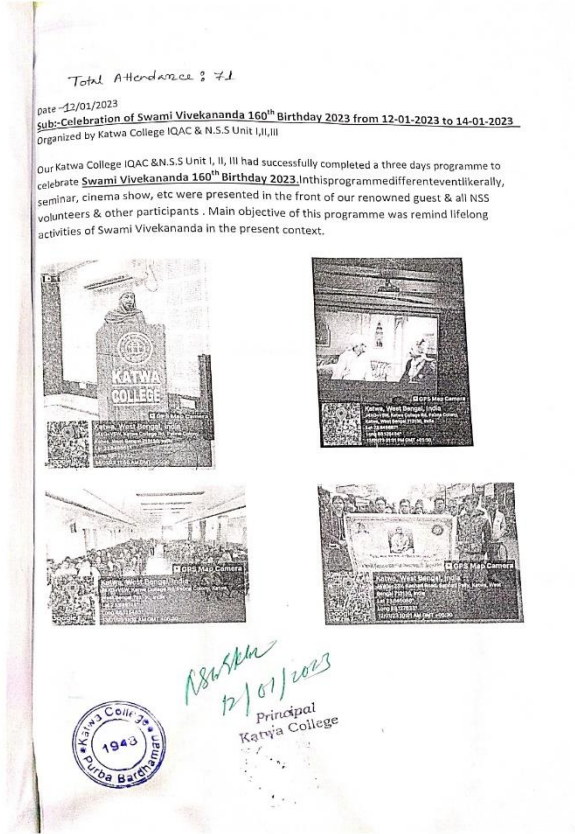 Total Attendance : 71
Date -12/01/2023
Sub:-Celebration of Swami Vivekananda 160th Birthday 2023 from 12-01-2023 to 14-01-2023
Organized by Katwa College IQAC & N.S.S Unit I,II,III
Our Katwa College IQAC &N.S.S Unit I, II, III had successfully completed a three days programme to
celebrate Swami Vivekananda 160th Birthday 2023.Inthisprogrammedifferenteventlikerally,
seminar, cinema show, etc were presented in the front of our renowned guest & all NSS
volunteers & other participants . Main objective of this programme was remind lifelong
activities of Swami Vivekananda in the present context.
KATWA
COLLEGE
GPS Map Camera
Katwa, West Bengal, India
GPS Map Camera
Katwa, West Bengal, India
GPS Map Camera
Katwa, West Bengal, India
GPS Map Camera
Katwa, West Bengal, India
12/01/2023
Principal
Katwa College
Katwa College
1948
Purba Bardhaman